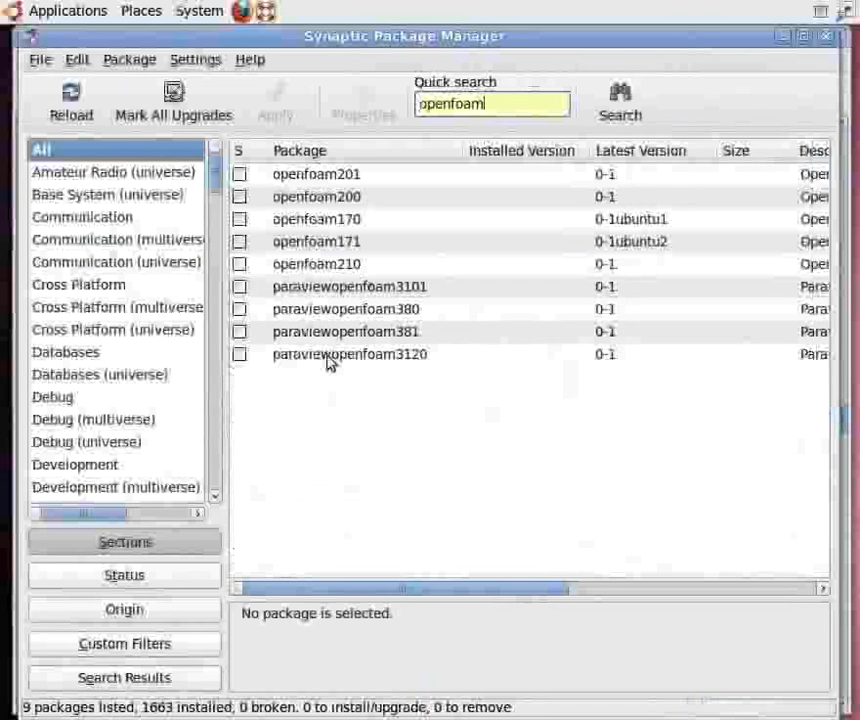 Applications Places System
Synaptic Package Manager
File Edit Package Settings Help
Quick search
openfoam
Reload Mark All Upgrades Apply Properties Search
All
Amateur Radio (universe)
Base System (universe)
Communication
Communication (multivers
Communication (universe)
Cross Platform
Cross Platform (multiverse
Cross Platform (universe)
Databases
Databases (universe)
Debug
Debug (multiverse)
Debug (universe)
Development
Development (multiverse)
S Package Installed Version Latest Version Size Desc
openfoam201 0-1 Oper
openfoam200 0-1 Oper
openfoam170 0-1ubuntu1 Oper
openfoam171 0-1ubuntu2 Oper
openfoam210 0-1 Oper
paraviewopenfoam3101 0-1 Para
paraviewopenfoam380 0-1 Para
paraviewopenfoam381 0-1 Para
paraviewopenfoam3120 0-1 Para
Sections
Status
Origin
Custom Filters
Search Results
No package is selected.
9 packages listed, 1663 installed, 0 broken. 0 to install/upgrade, 0 to remove